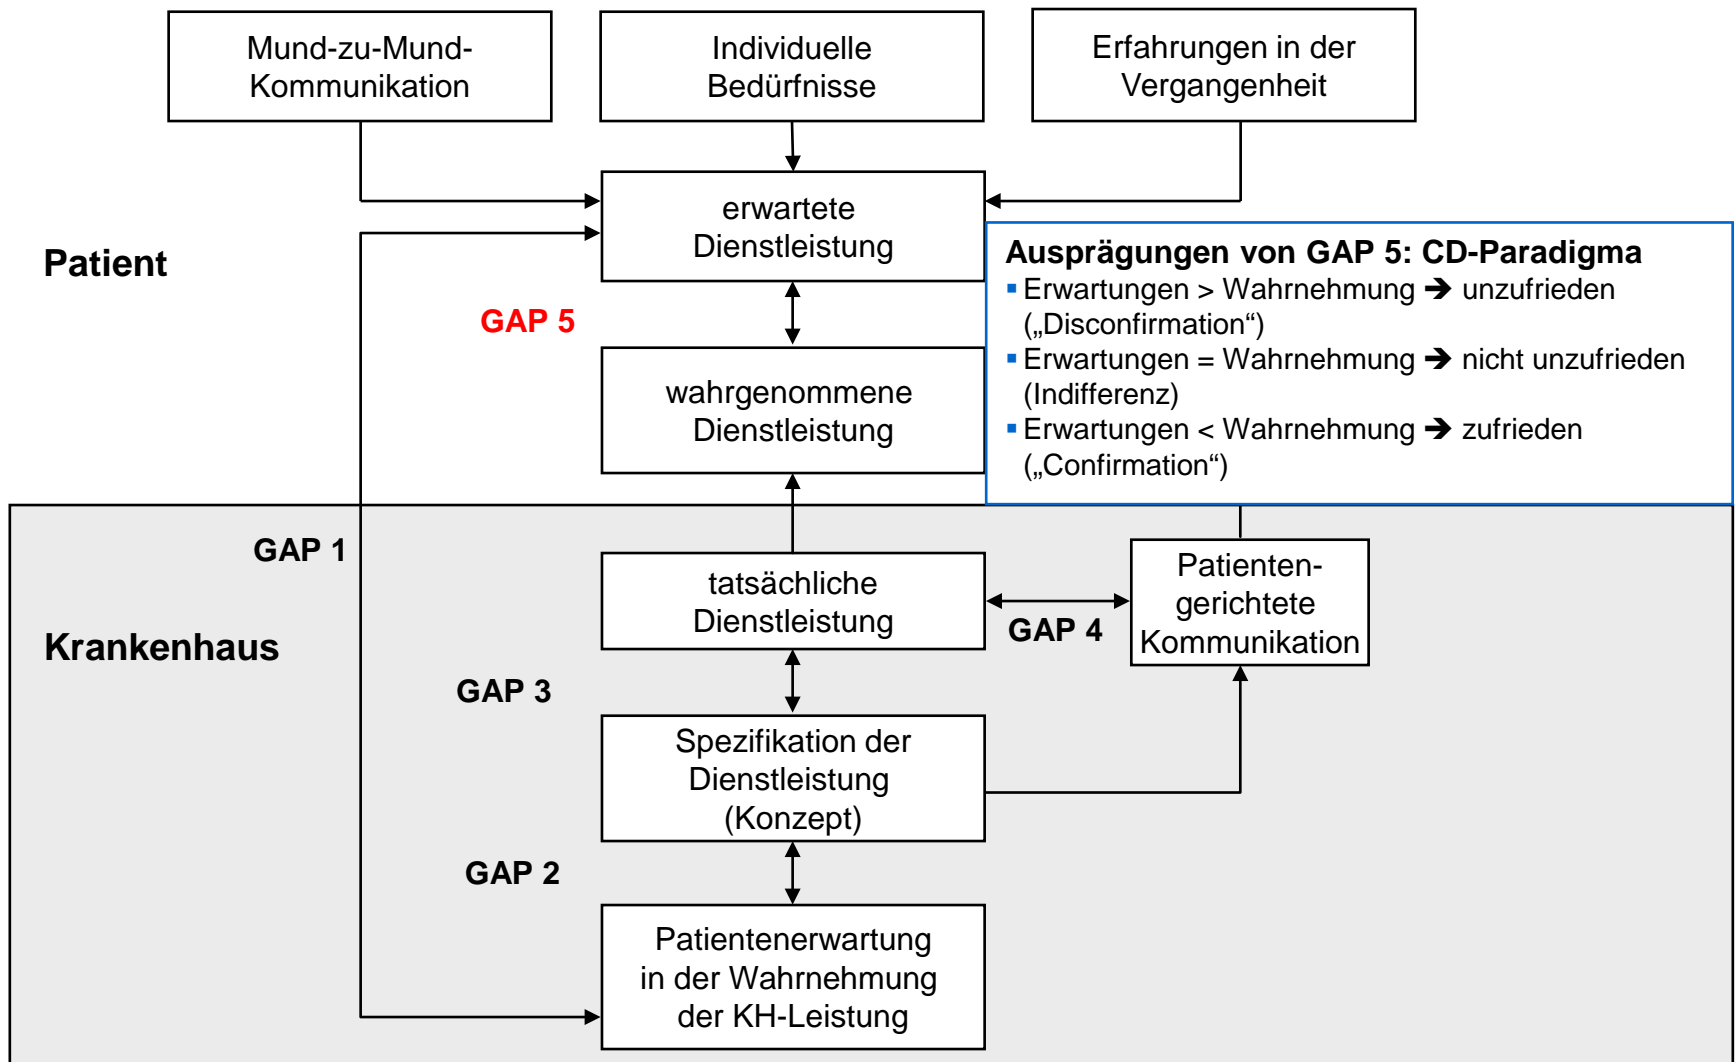 Mund-zu-Mund-
Kommunikation
Individuelle
Bedürfnisse
Erfahrungen in der
Vergangenheit
erwartete
Dienstleistung
Patient
GAP 5
Ausprägungen von GAP 5: CD-Paradigma
▪ Erwartungen > Wahrnehmung ➔ unzufrieden
(„Disconfirmation“)
▪ Erwartungen = Wahrnehmung ➔ nicht unzufrieden
(Indifferenz)
▪ Erwartungen < Wahrnehmung ➔ zufrieden
(„Confirmation“)
wahrgenommene
Dienstleistung
GAP 1
tatsächliche
Dienstleistung
GAP 4
Patienten-
gerichtete
Kommunikation
Krankenhaus
GAP 3
Spezifikation der
Dienstleistung
(Konzept)
GAP 2
Patientenerwartung
in der Wahrnehmung
der KH-Leistung